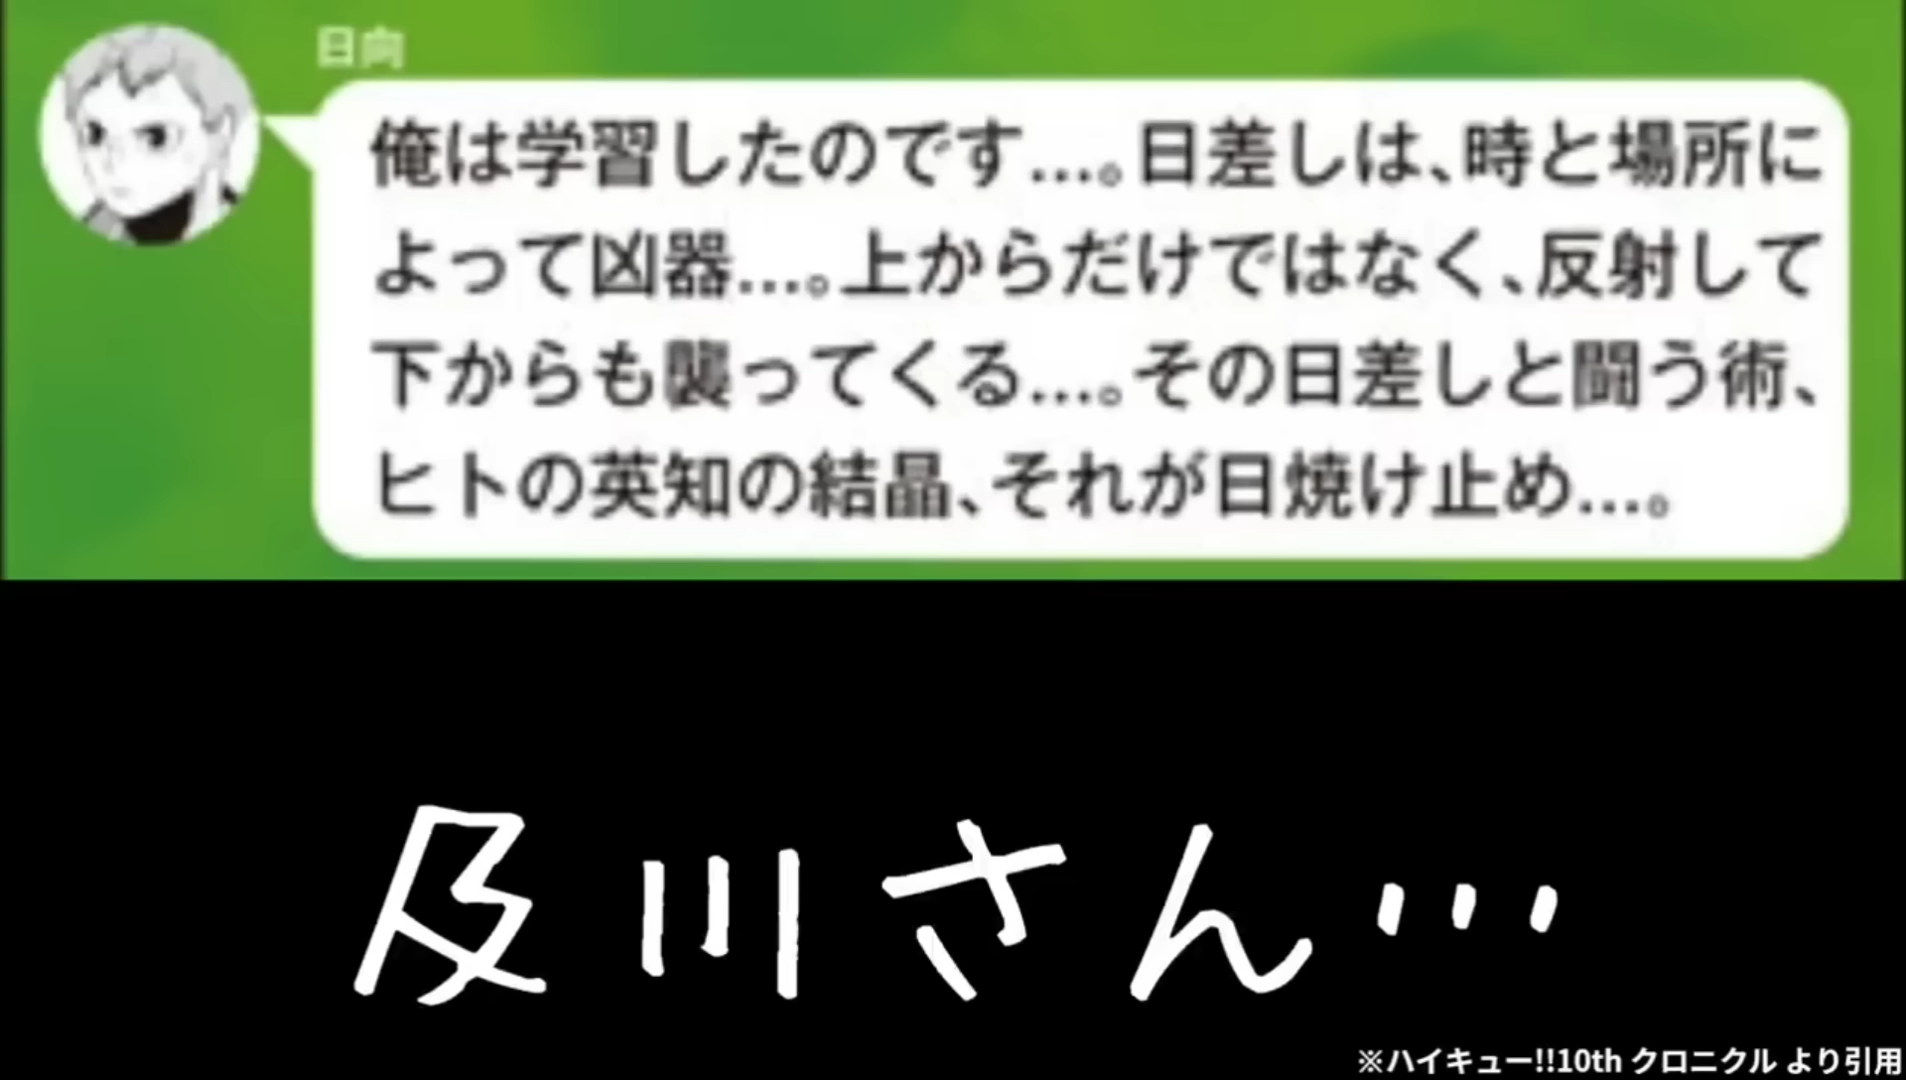 日向
俺は学習したのです…。日差しは、時と場所に
よって凶器…。上からだけではなく、反射して
下からも襲ってくる…。その日差しと闘う術、
ヒトの英知の結晶、それが日焼け止め…。
及川さん…
※ハイキュー!!10th クロニクル より引用